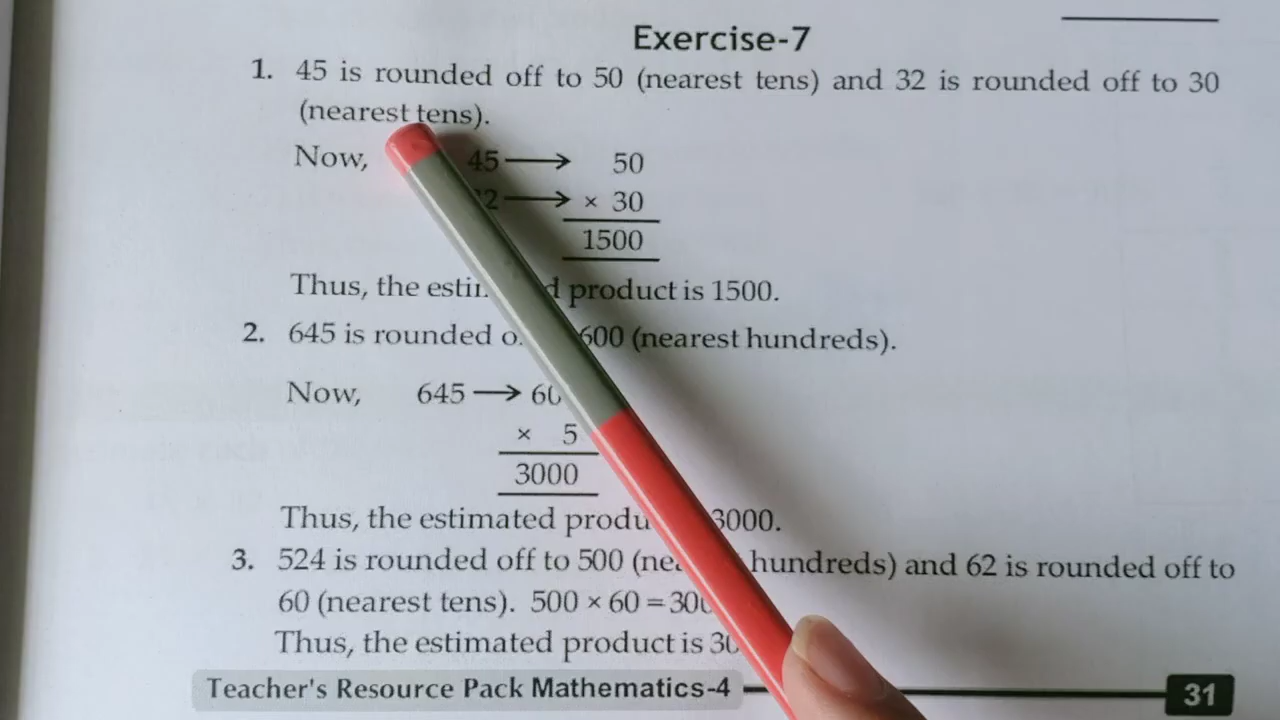 Exercise-7
1. 45 is rounded off to 50 (nearest tens) and 32 is rounded off to 30
(nearest tens).
Now, 45 → 50
→ × 30
1500
Thus, the product is 1500.
2. 645 is rounded 600 (nearest hundreds).
Now, 645 →
× 5
3000
Thus, the estimated 3000.
3. 524 is rounded off to 500 hundreds) and 62 is rounded off to
60 (nearest tens). 500 × 60 =
Thus, the estimated product is
Teacher's Resource Pack Mathematics-4
31